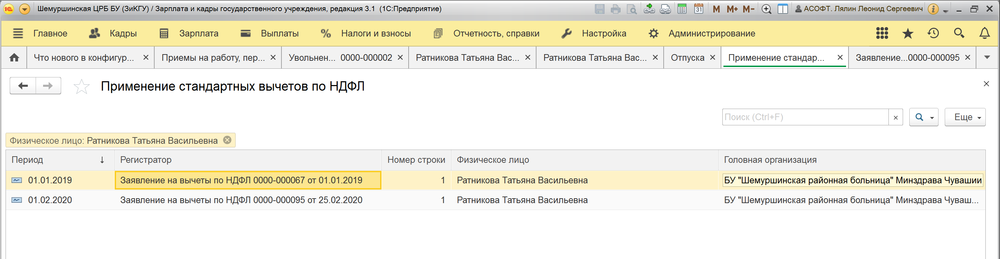 Шемуршинская ЦРБ БУ (ЗиКГУ) / Зарплата и кадры государственного учреждения, редакция 3.1 (1С:Предприятие) 31 M M+ M- АСОФТ. Лялин Леонид Сергеевич
Главное Кадры Зарплата Выплаты Налоги и взносы Отчетность, справки Настройка Администрирование
Что нового в конфигур... Приемы на работу, пер... Увольнен... 0000-000002 Ратникова Татьяна Вас... Ратникова Татьяна Вас... Отпуска Применение стандар... Заявление...0000-000095
Применение стандартных вычетов по НДФЛ
Поиск (Ctrl+F) Еще
Физическое лицо: Ратникова Татьяна Васильевна
Период Регистратор Номер строки Физическое лицо Головная организация
01.01.2019 Заявление на вычеты по НДФЛ 0000-000067 от 01.01.2019 1 Ратникова Татьяна Васильевна БУ "Шемуршинская районная больница" Минздрава Чувашии
01.02.2020 Заявление на вычеты по НДФЛ 0000-000095 от 25.02.2020 1 Ратникова Татьяна Васильевна БУ "Шемуршинская районная больница" Минздрава Чуваш...